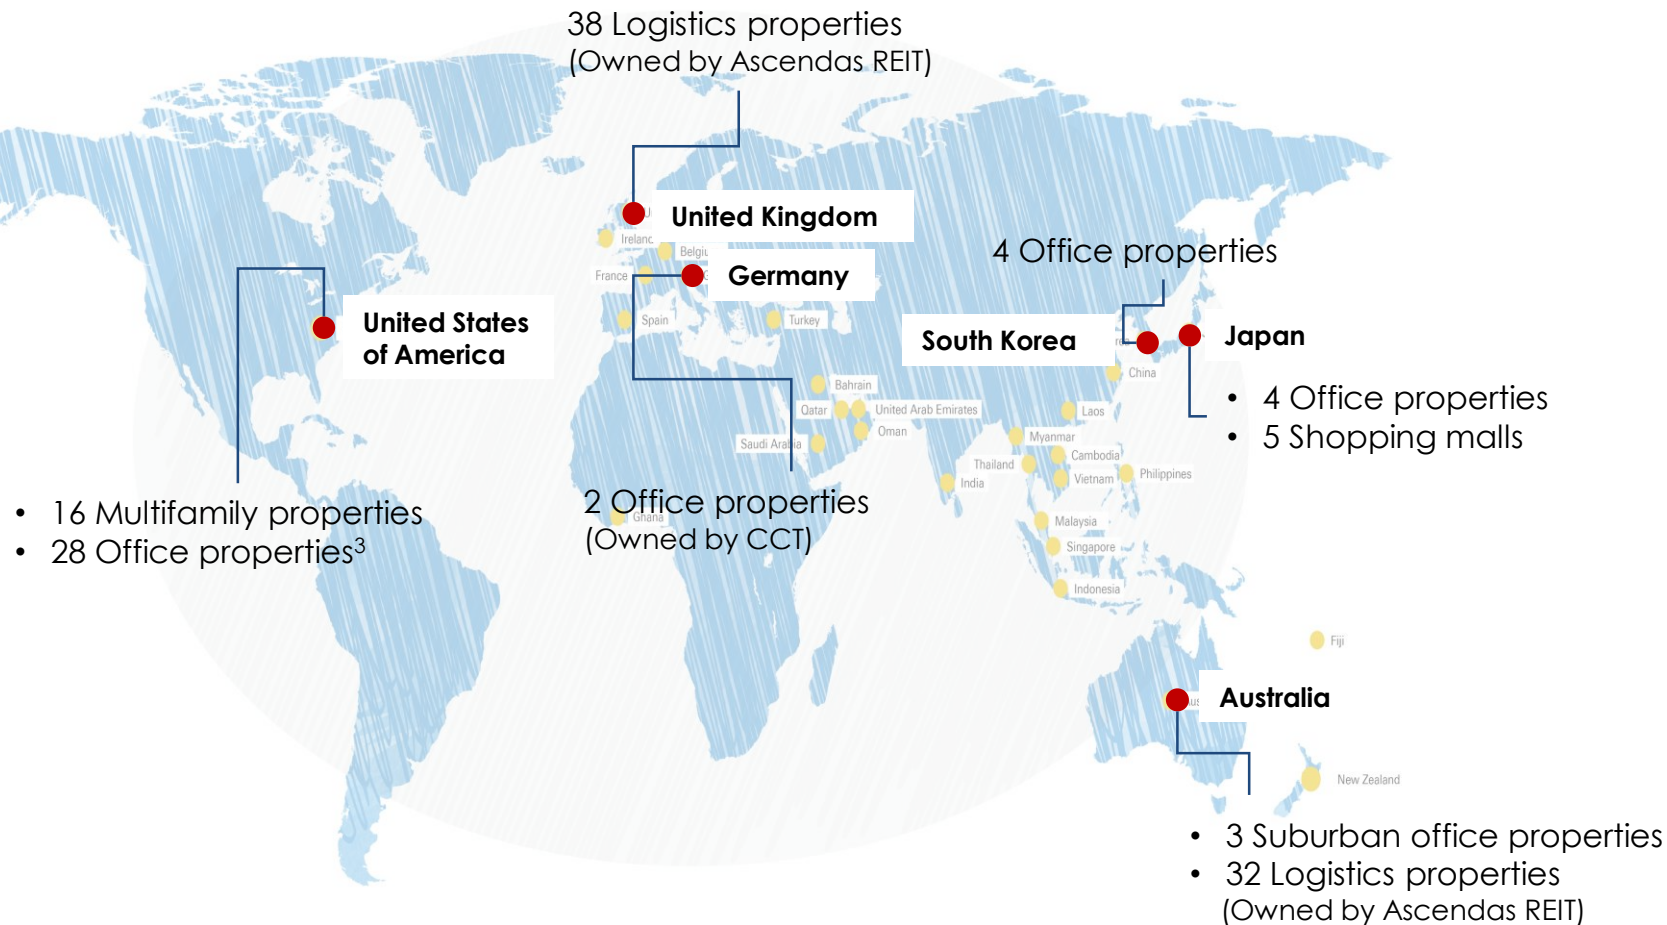 38 Logistics properties
(Owned by Ascendas REIT)
United Kingdom
Ireland
Belgiu
4 Office properties
France
Germany
United States
of America
Spain
Turkey
South Korea
Japan
China
Bahrain
Qatar
United Arab Emirates
Laos
• 4 Office properties
Oman
Saudi Arabia
Myanmar
• 5 Shopping malls
Cambodia
Thailand
India
Vietnam
Philippines
• 16 Multifamily properties
2 Office properties
Ghana
Malaysia
• 28 Office properties³
(Owned by CCT)
Singapore
Indonesia
Fiji
Australia
New Zealand
• 3 Suburban office properties
• 32 Logistics properties
(Owned by Ascendas REIT)